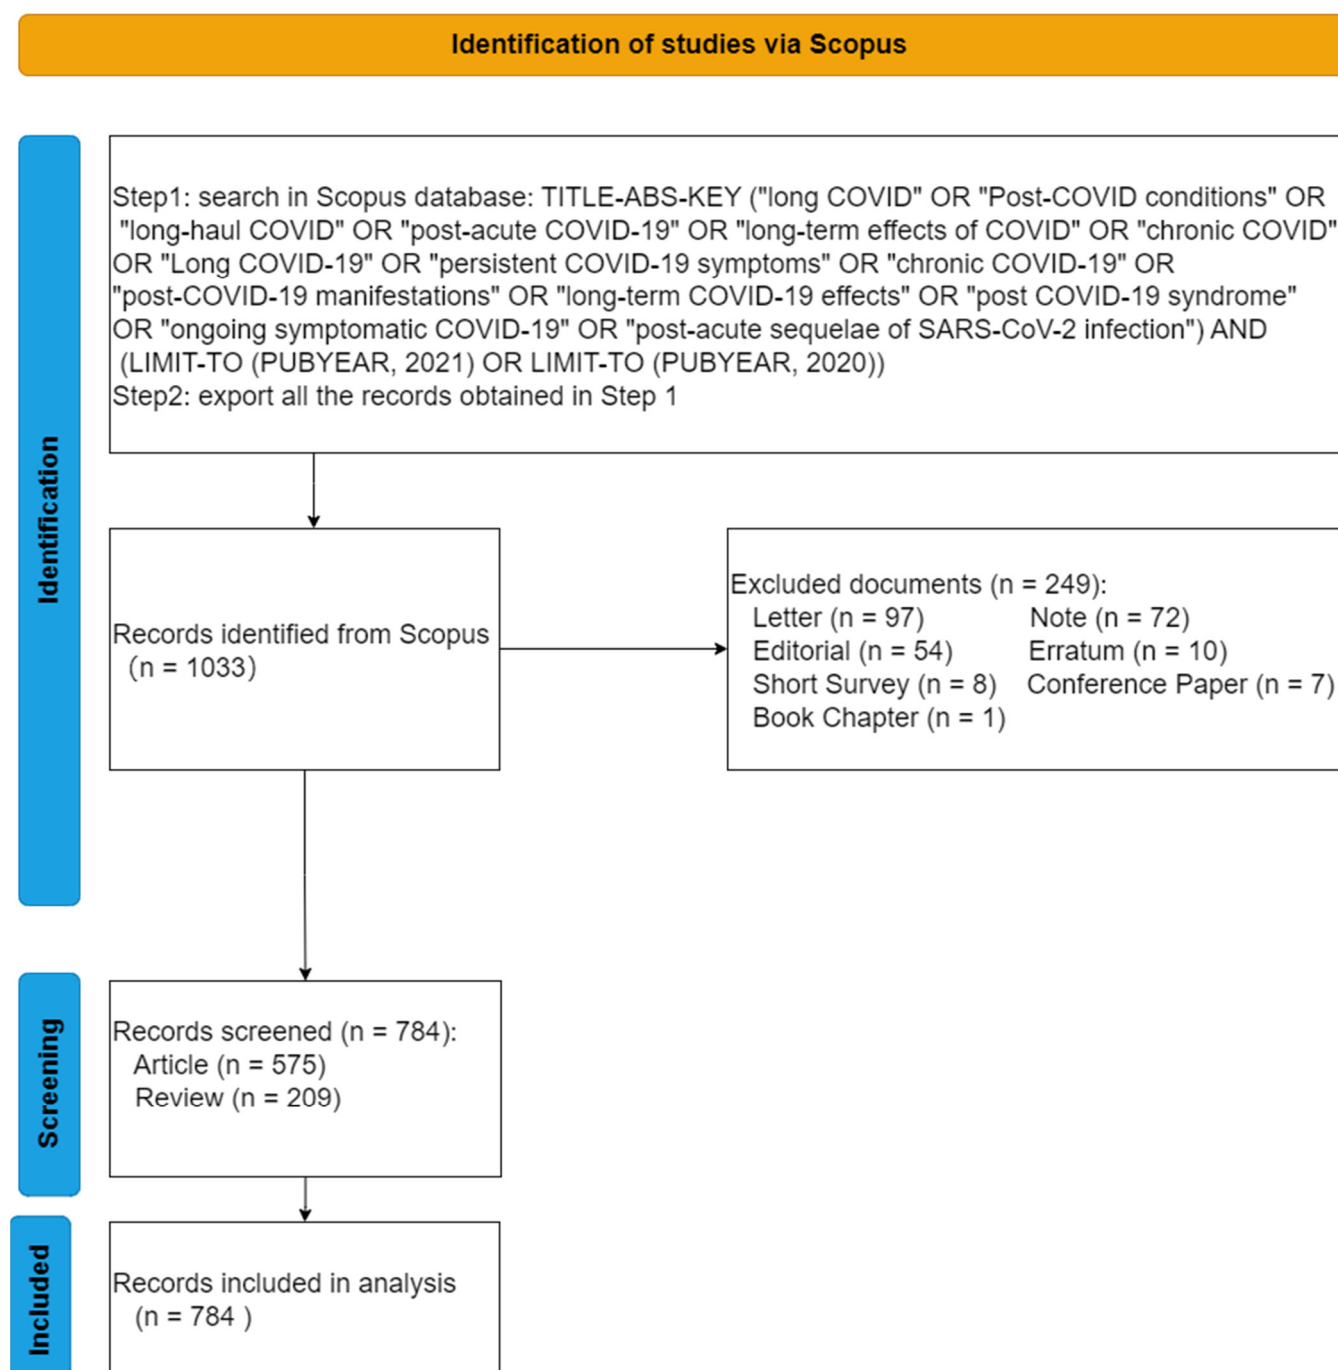 Identification of studies via Scopus
Identification
Step1: search in Scopus database: TITLE-ABS-KEY ("long COVID" OR "Post-COVID conditions" OR
"long-haul COVID" OR "post-acute COVID-19" OR "long-term effects of COVID" OR "chronic COVID"
OR "Long COVID-19" OR "persistent COVID-19 symptoms" OR "chronic COVID-19" OR
"post-COVID-19 manifestations" OR "long-term COVID-19 effects" OR "post COVID-19 syndrome"
OR "ongoing symptomatic COVID-19" OR "post-acute sequelae of SARS-CoV-2 infection") AND
(LIMIT-TO (PUBYEAR, 2021) OR LIMIT-TO (PUBYEAR, 2020))
Step2: export all the records obtained in Step 1
Records identified from Scopus
(n = 1033)
Excluded documents (n = 249):
Letter (n = 97) Note (n = 72)
Editorial (n = 54) Erratum (n = 10)
Short Survey (n = 8) Conference Paper (n = 7)
Book Chapter (n = 1)
Screening
Records screened (n = 784):
Article (n = 575)
Review (n = 209)
Included
Records included in analysis
(n = 784 )